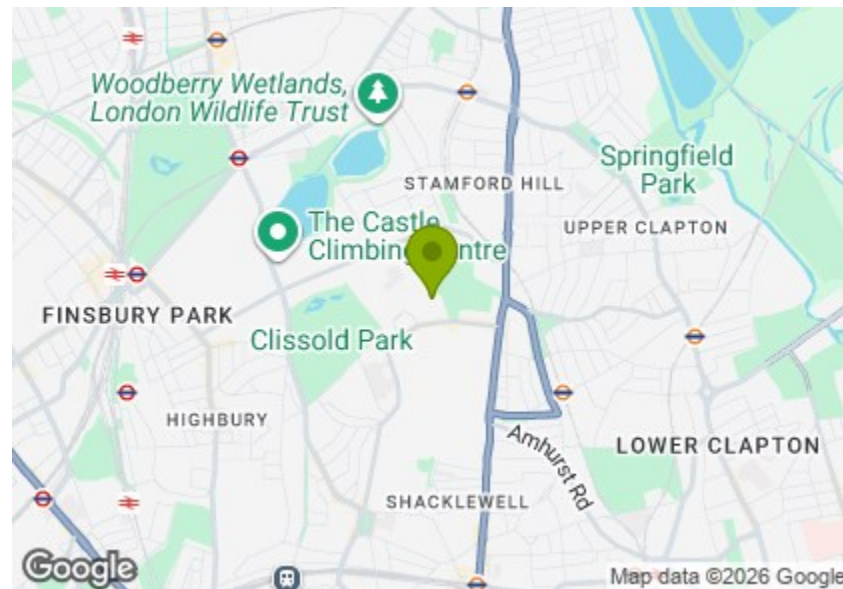 Woodberry Wetlands,
London Wildlife Trust
Springfield
Park
STAMFORD HILL
The Castle
Climbing Centre
UPPER CLAPTON
FINSBURY PARK
Clissold Park
HIGHBURY
Amhurst Rd
LOWER CLAPTON
SHACKLEWELL
Google
Map data ©2026 Google